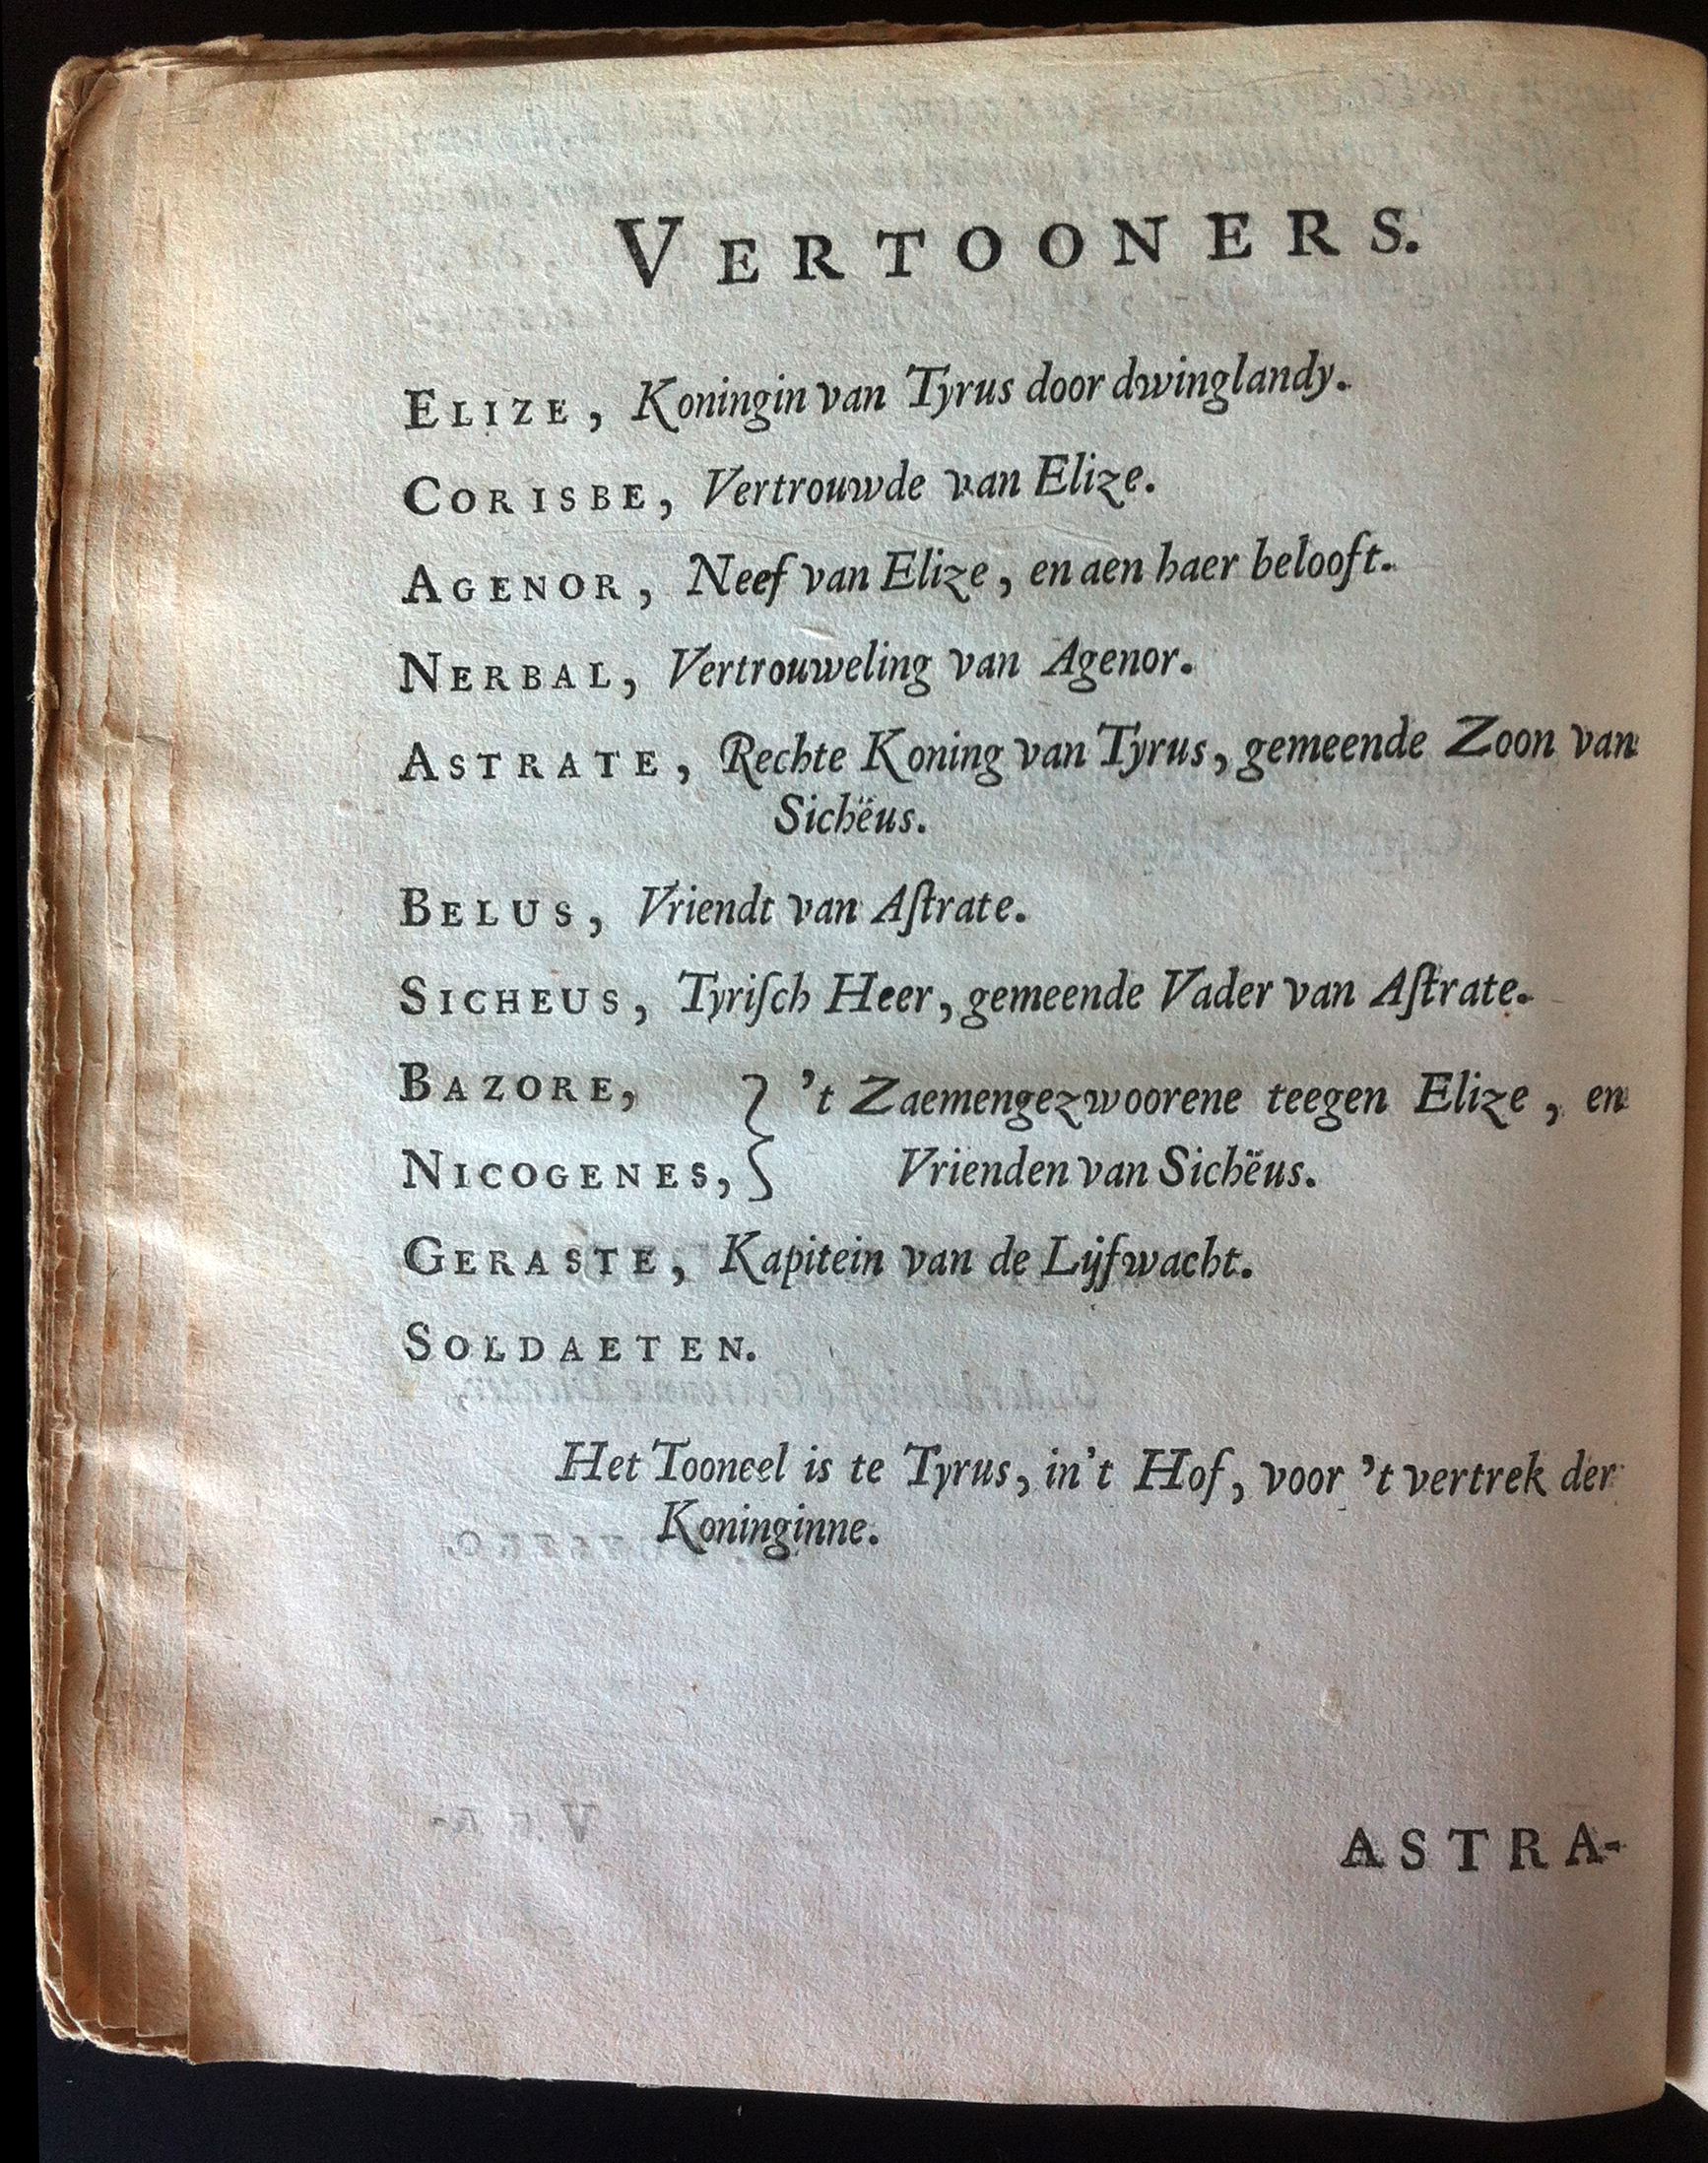 VERTOONERS.
ELIZE, Koningin van Tyrus door dwinglandy.
CORISBE, Vertrouwde van Elize.
AGENOR, Neef van Elize, en aen haer belooft.
NERBAL, Vertrouweling van Agenor.
ASTRATE, Rechte Koning van Tyrus, gemeende Zoon van
Sichëus.
BELUS, Vriendt van Aſtrate.
SICHEUS, Tyriſch Heer, gemeende Vader van Aſtrate.
BAZORE, } 't Zaemengezwoorene teegen Elize, en
NICOGENES, } Vrienden van Sichëus.
GERASTE, Kapitein van de Lijfwacht.
SOLDAETEN.
Het Tooneel is te Tyrus, in't Hof, voor 't vertrek der
Koninginne.
ASTRA-